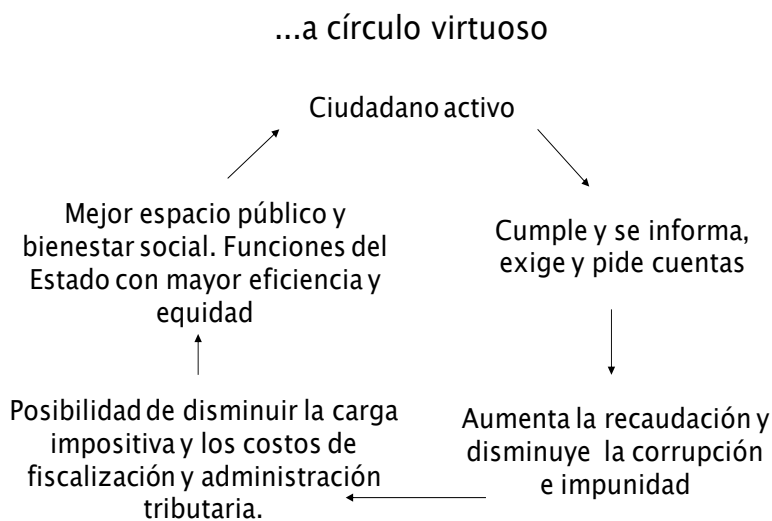 ...a círculo virtuoso
Ciudadano activo
Cumple y se informa,
exige y pide cuentas
Aumenta la recaudación y
disminuye la corrupción
e impunidad
Posibilidad de disminuir la carga
impositiva y los costos de
fiscalización y administración
tributaria.
Mejor espacio público y
bienestar social. Funciones del
Estado con mayor eficiencia y
equidad